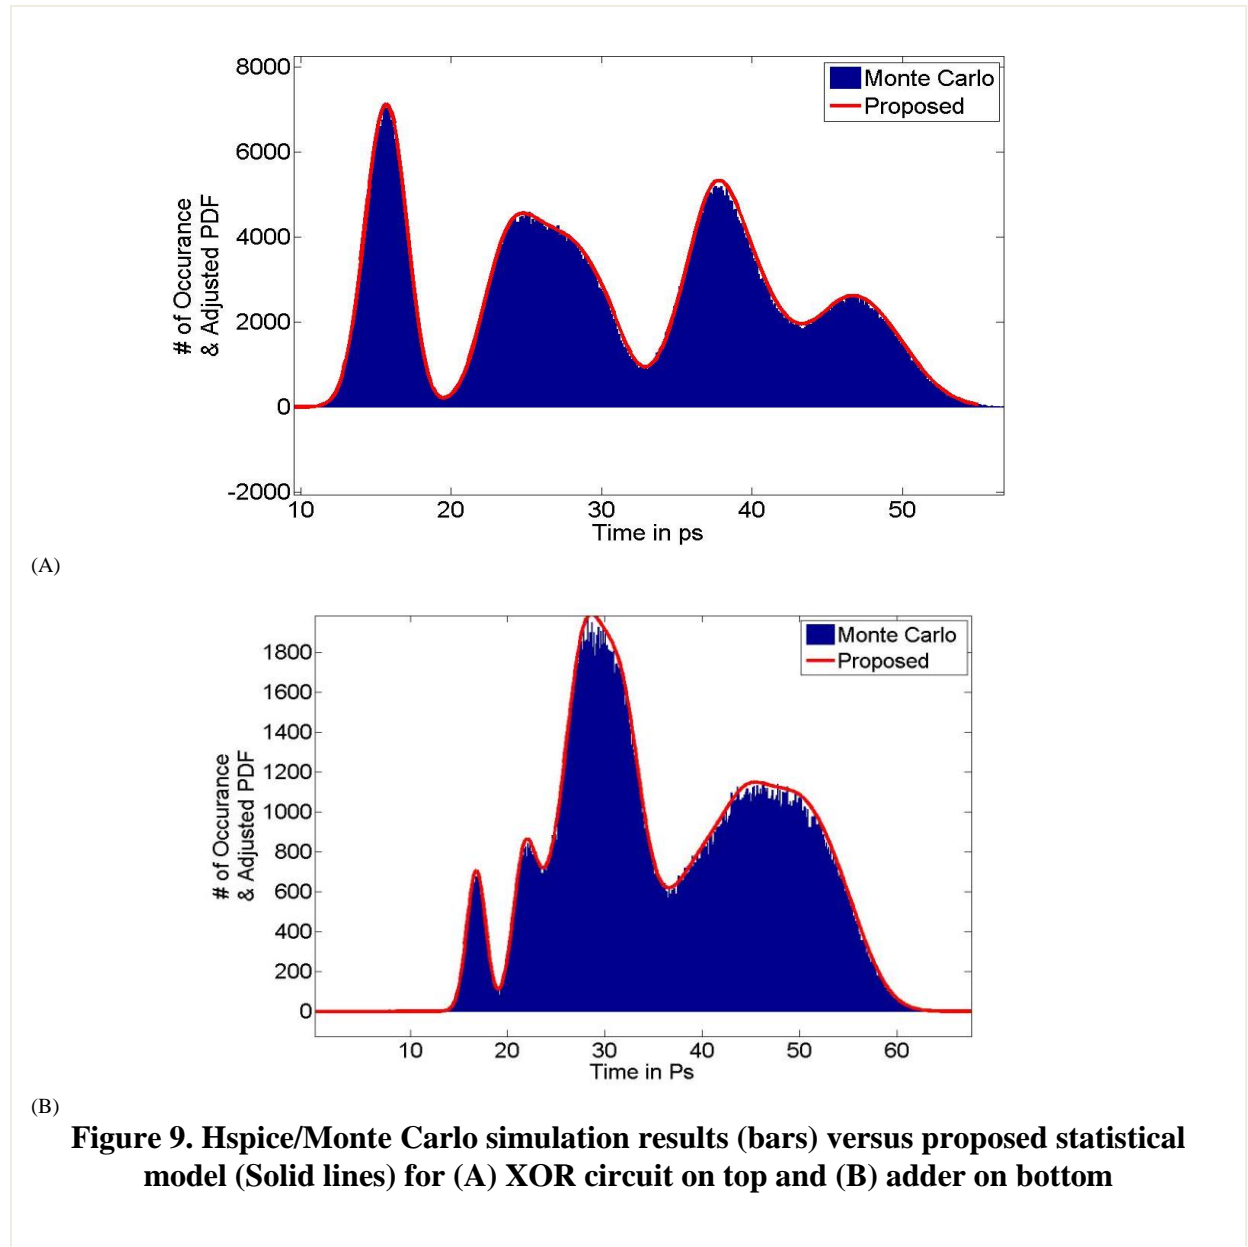 8000
6000
4000
2000
0
-2000
# of Occurance
& Adjusted PDF
Monte Carlo
Proposed
10 20 30 40 50
Time in ps
(A)
1800
1600
1400
1200
1000
800
600
400
200
0
# of Occurance
& Adjusted PDF
Monte Carlo
Proposed
10 20 30 40 50 60
Time in Ps
(B)
Figure 9. Hspice/Monte Carlo simulation results (bars) versus proposed statistical
model (Solid lines) for (A) XOR circuit on top and (B) adder on bottom